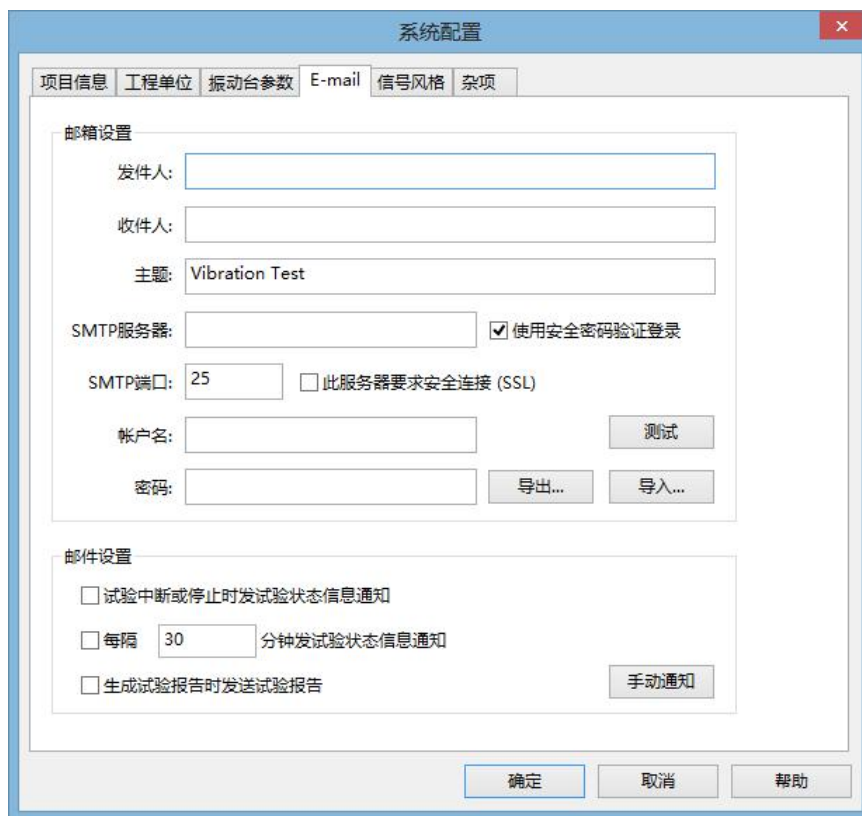 系统配置
项目信息 工程单位 振动台参数 E-mail 信号风格 杂项
邮箱设置
发件人:
收件人:
主题: Vibration Test
SMTP服务器: 使用安全密码验证登录
SMTP端口: 25 此服务器要求安全连接 (SSL)
帐户名: 测试
密码: 导出... 导入...
邮件设置
试验中断或停止时发试验状态信息通知
每隔 30 分钟发试验状态信息通知
生成试验报告时发送试验报告 手动通知
确定 取消 帮助